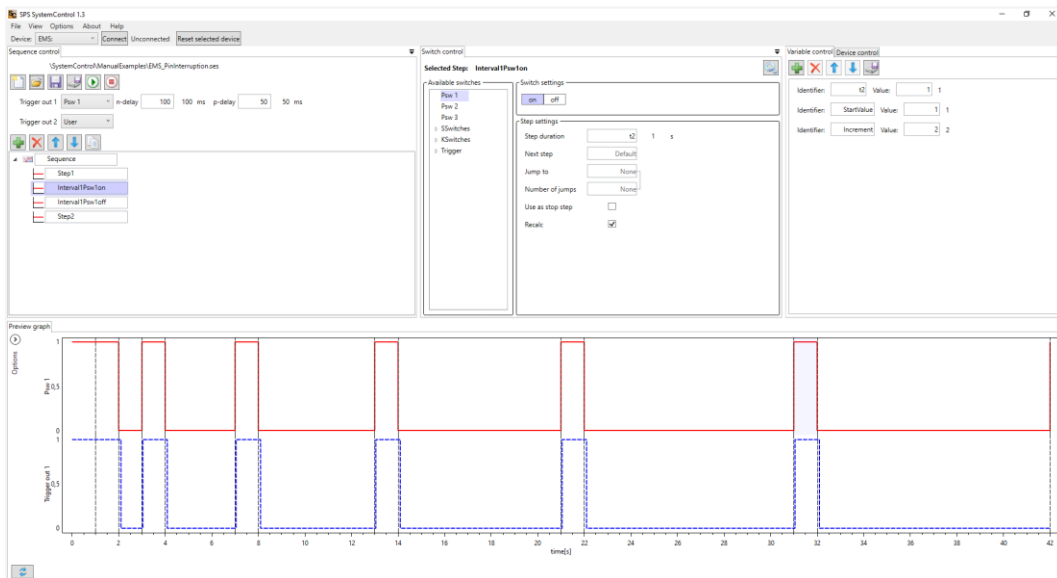 SPS SystemControl 1.3
File View Options About Help
Device: EMS: Connect Unconnected Reset selected device
Sequence control
\SystemControl\ManualExamples\EMS_PinInterruption.ses
Trigger out 1 Psw 1 n-delay 100 100 ms p-delay 50 50 ms
Trigger out 2 User
Sequence
Step1
Interval1Psw1on
Interval1Psw1off
Step2
Switch control
Selected Step: Interval1Psw1on
Available switches
Psw 1
Psw 2
Psw 3
SSwitches
KSwitches
Trigger
Switch settings
on off
Step settings
Step duration t2 1 s
Next step Default
Jump to None
Number of jumps None
Use as stop step
Recalc
Variable control Device control
Identifier: t2 Value: 1 1
Identifier: StartValue Value: 1 1
Identifier: Increment Value: 2 2
Preview graph
Options
Psw 1
1
0,5
0
Trigger out 1
1
0,5
0
0 2 4 6 8 10 12 14 16 18 20 22 24 26 28 30 32 34 36 38 40 42
time[s]